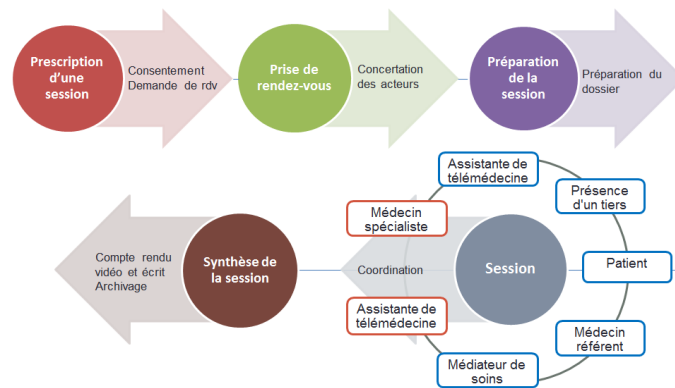 Prescription
d'une
session
Consentement
Demande de rdv
Prise de
rendez-vous
Concertation
des acteurs
Préparation
de la
session
Préparation du
dossier
Assistante de
télémédecine
Présence
d'un tiers
Médecin
spécialiste
Compte rendu
vidéo et écrit
Archivage
Synthèse de
la session
Coordination
Session
Patient
Assistante de
télémédecine
Médecin
référent
Médiateur de
soins